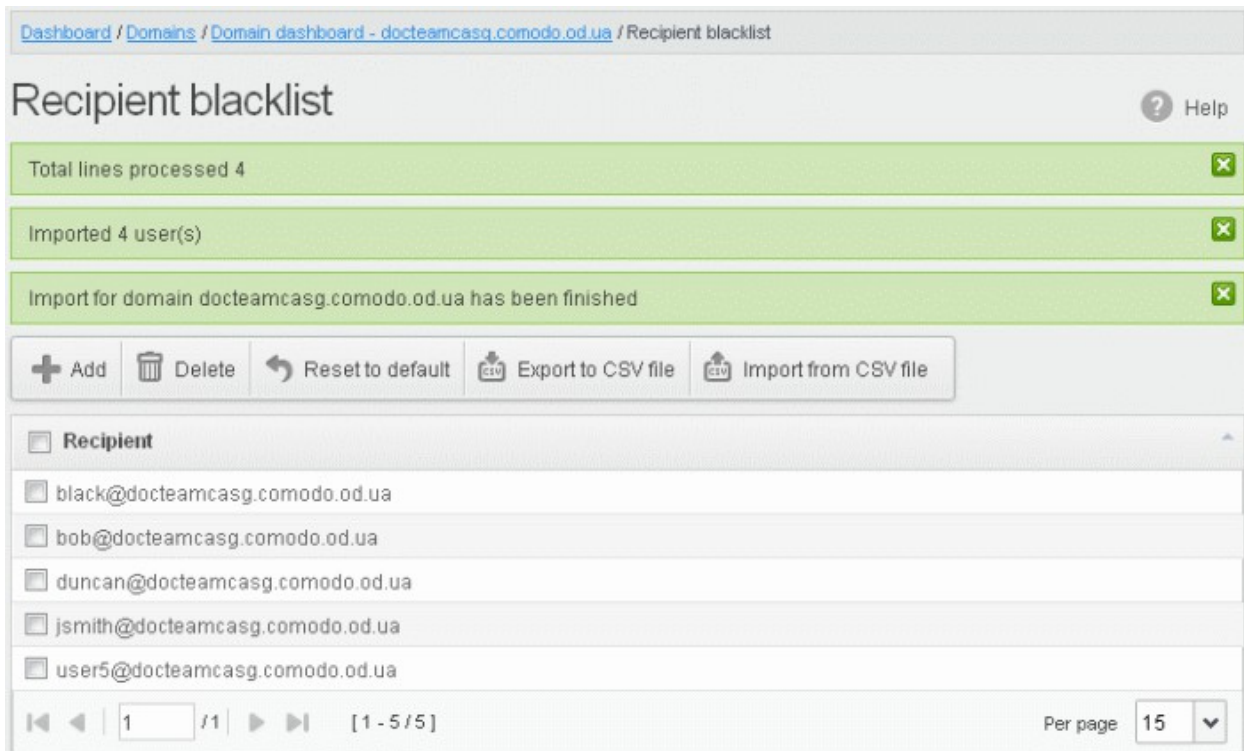 Dashboard / Domains / Domain dashboard - docteamcasg.comodo.od.ua / Recipient blacklist
Recipient blacklist
? Help
Total lines processed 4
Imported 4 user(s)
Import for domain docteamcasg.comodo.od.ua has been finished
Add Delete Reset to default CSV Export to CSV file CSV Import from CSV file
Recipient
black@docteamcasg.comodo.od.ua
bob@docteamcasg.comodo.od.ua
duncan@docteamcasg.comodo.od.ua
jsmith@docteamcasg.comodo.od.ua
user5@docteamcasg.comodo.od.ua
1 / 1 [ 1 - 5 / 5 ] Per page 15